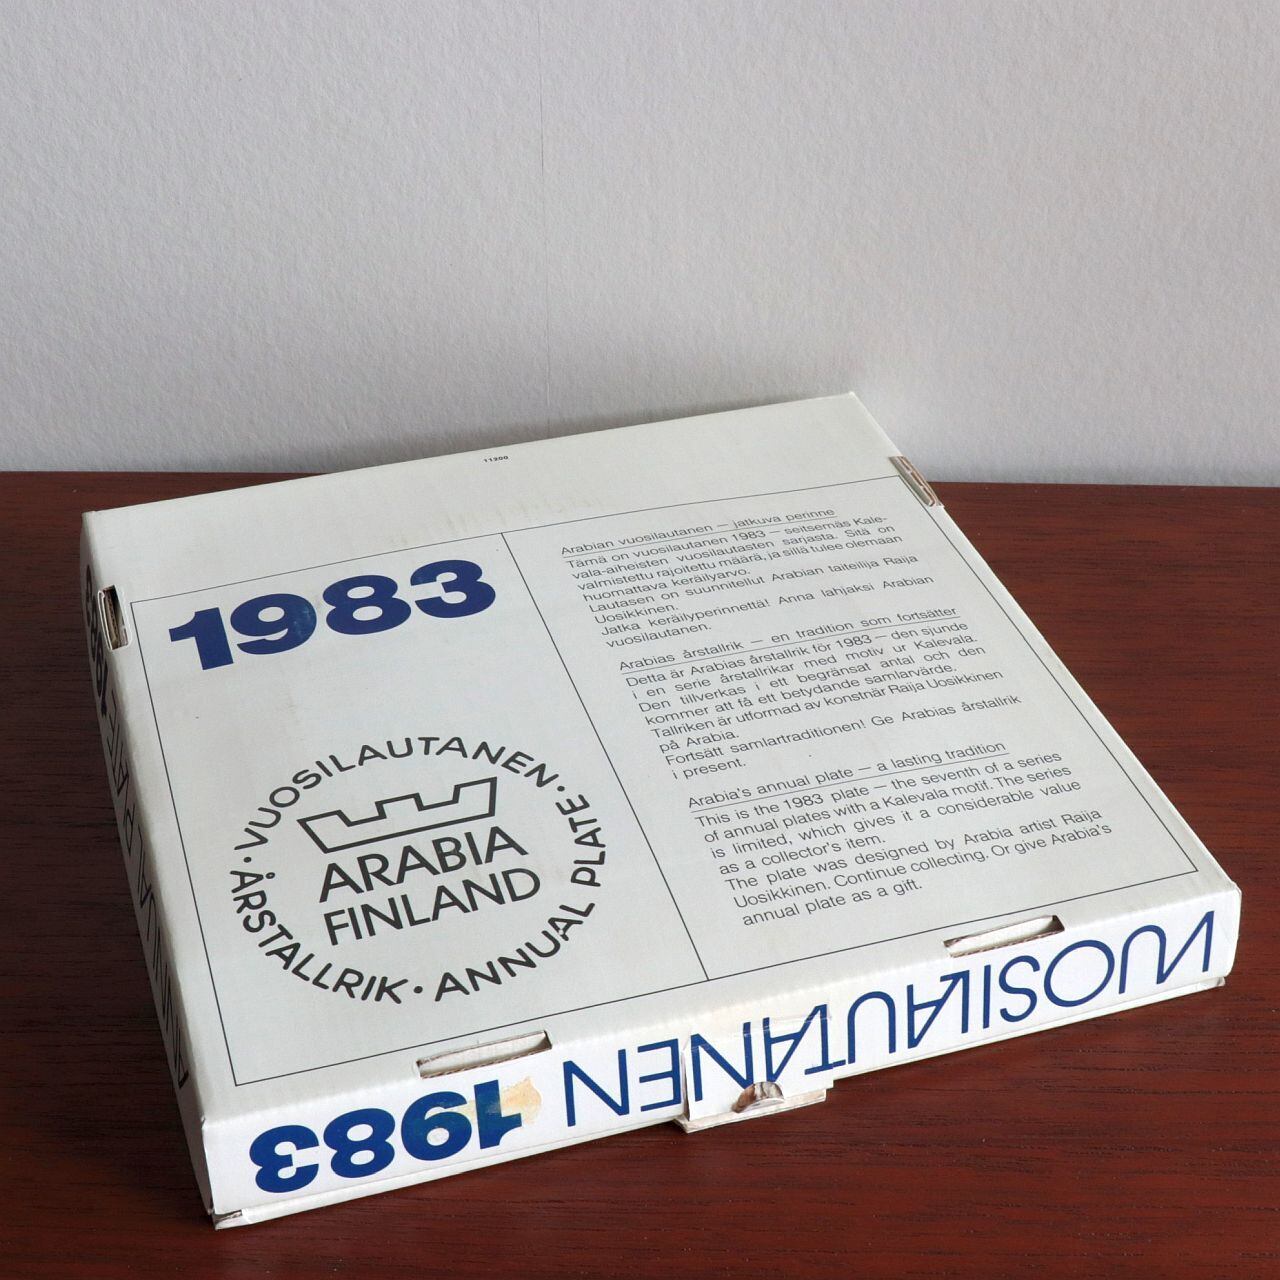 11200
1983
Arabian vuosilautanen – jatkuva perinne
Tämä on vuosilautanen 1983 – seitsemäs Kale-
vala-aiheisten vuosilautasten sarjasta. Sitä on
valmistettu rajoitettu määrä, ja sillä tulee olemaan
huomattava keräilyarvo.
Lautasen on suunnitellut Arabian taiteilija Raija
Uosikkinen.
Jatka keräilyperinnettä! Anna lahjaksi Arabian
vuosilautanen.
Arabias årstallrik – en tradition som fortsätter
Detta är Arabias årstallrik för 1983 – den sjunde
i en serie årstallrikar med motiv ur Kalevala.
Den tillverkas i ett begränsat antal och den
kommer att få ett betydande samlarvärde.
Tallriken är utformad av konstnär Raija Uosikkinen
på Arabia.
Fortsätt samlartraditionen! Ge Arabias årstallrik
i present.
Arabia's annual plate – a lasting tradition
This is the 1983 plate – the seventh of a series
of annual plates with a Kalevala motif. The series
is limited, which gives it a considerable value
as a collector's item.
The plate was designed by Arabia artist Raija
Uosikkinen. Continue collecting. Or give Arabia's
annual plate as a gift.
· VUOSILAUTANEN · ANNUAL PLATE · ÅRSTALLRIK
ARABIA
FINLAND
VUOSILAUTANEN 1983
ANNUAL PLATE 1983